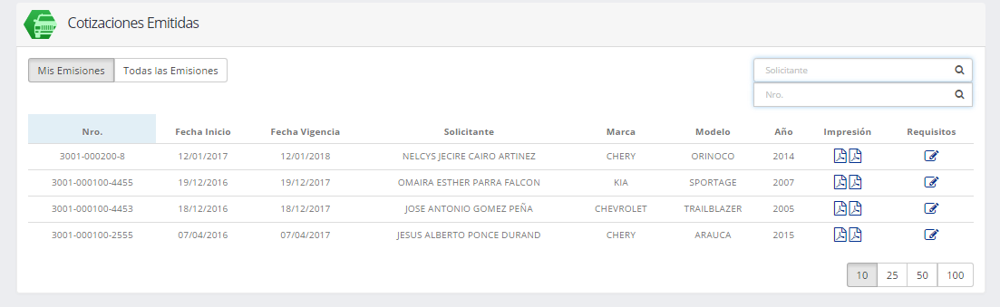 Cotizaciones Emitidas
Mis Emisiones Todas las Emisiones
Solicitante
Nro.
Nro. Fecha Inicio Fecha Vigencia Solicitante Marca Modelo Año Impresión Requisitos
3001-000200-8 12/01/2017 12/01/2018 NELCYS JECIRE CAIRO ARTINEZ CHERY ORINOCO 2014
3001-000100-4455 19/12/2016 19/12/2017 OMAIRA ESTHER PARRA FALCON KIA SPORTAGE 2007
3001-000100-4453 18/12/2016 18/12/2017 JOSE ANTONIO GOMEZ PEÑA CHEVROLET TRAILBLAZER 2005
3001-000100-2555 07/04/2016 07/04/2017 JESUS ALBERTO PONCE DURAND CHERY ARAUCA 2015
10 25 50 100